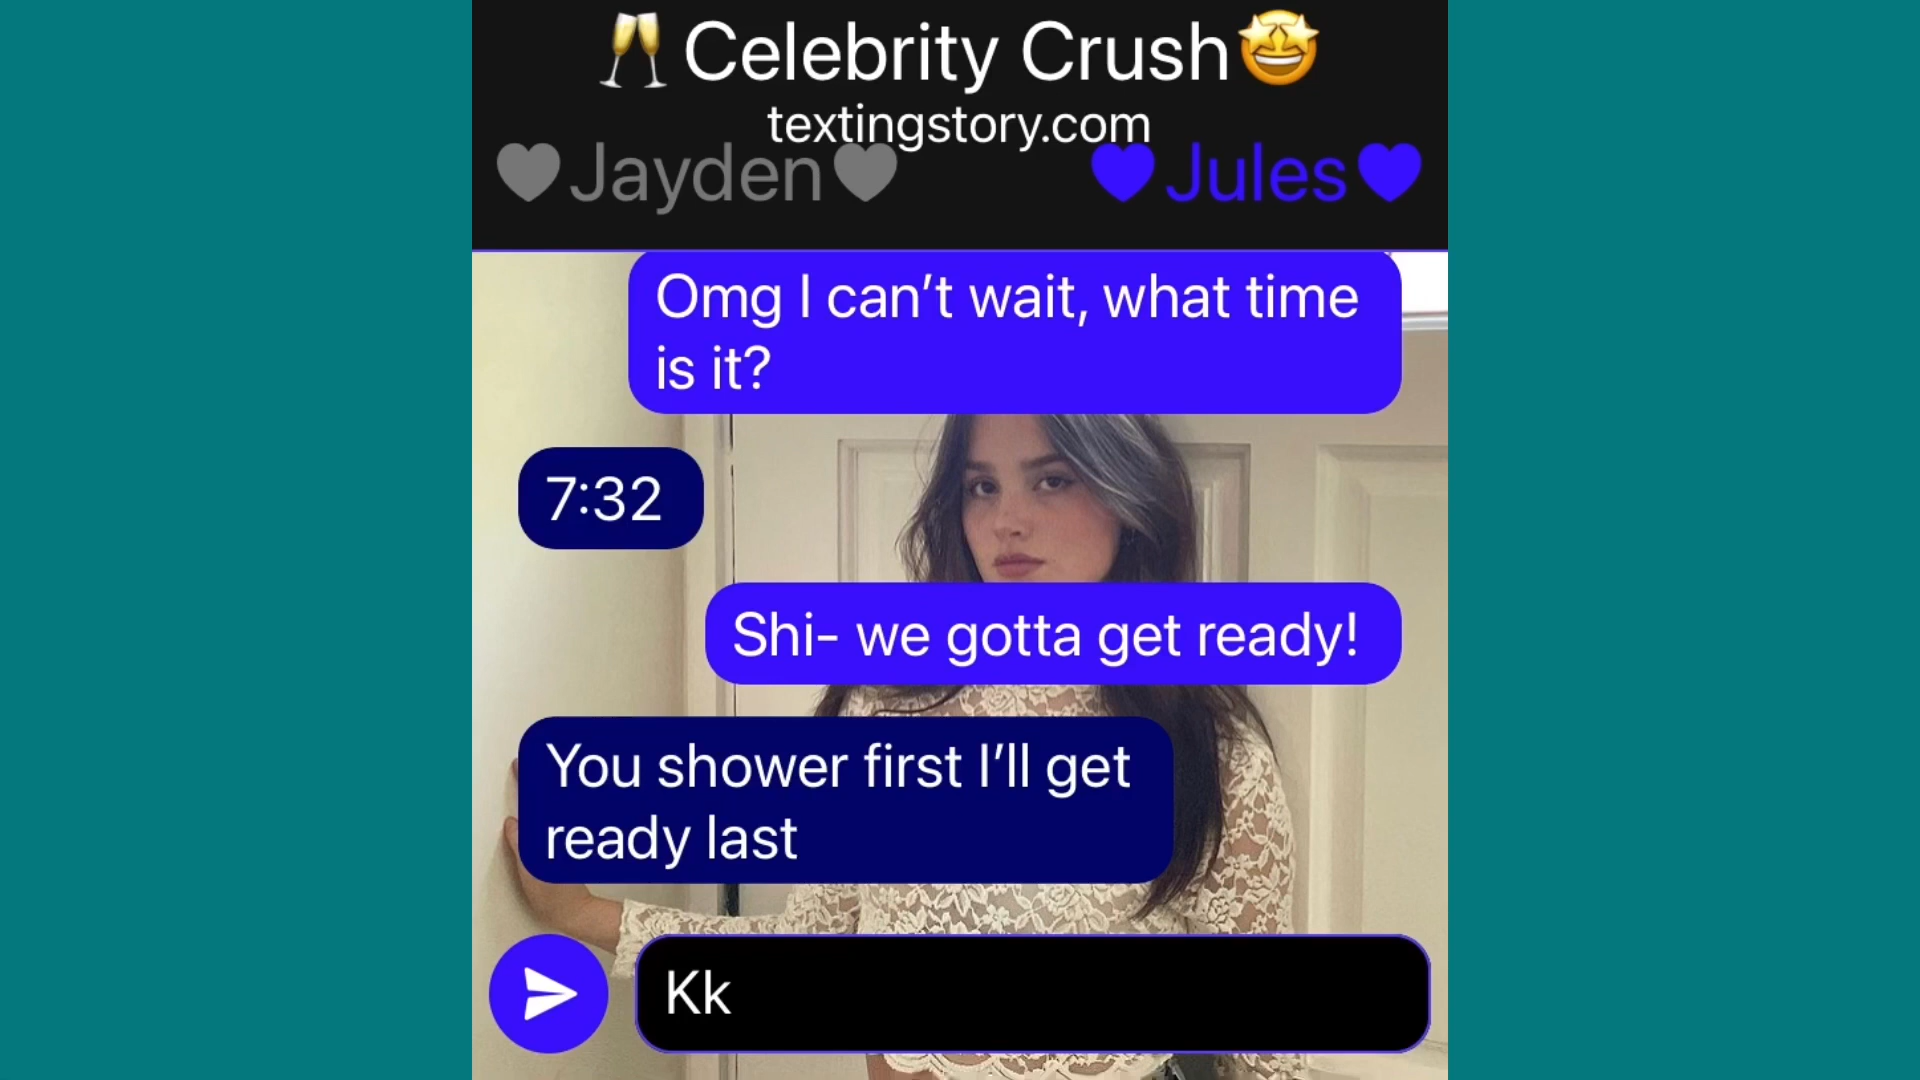 🥂Celebrity Crush🤩
textingstory.com
🩶Jayden🩶
💙Jules💙
Omg I can’t wait, what time
is it?
7:32
Shi- we gotta get ready!
You shower first I’ll get
ready last
Kk